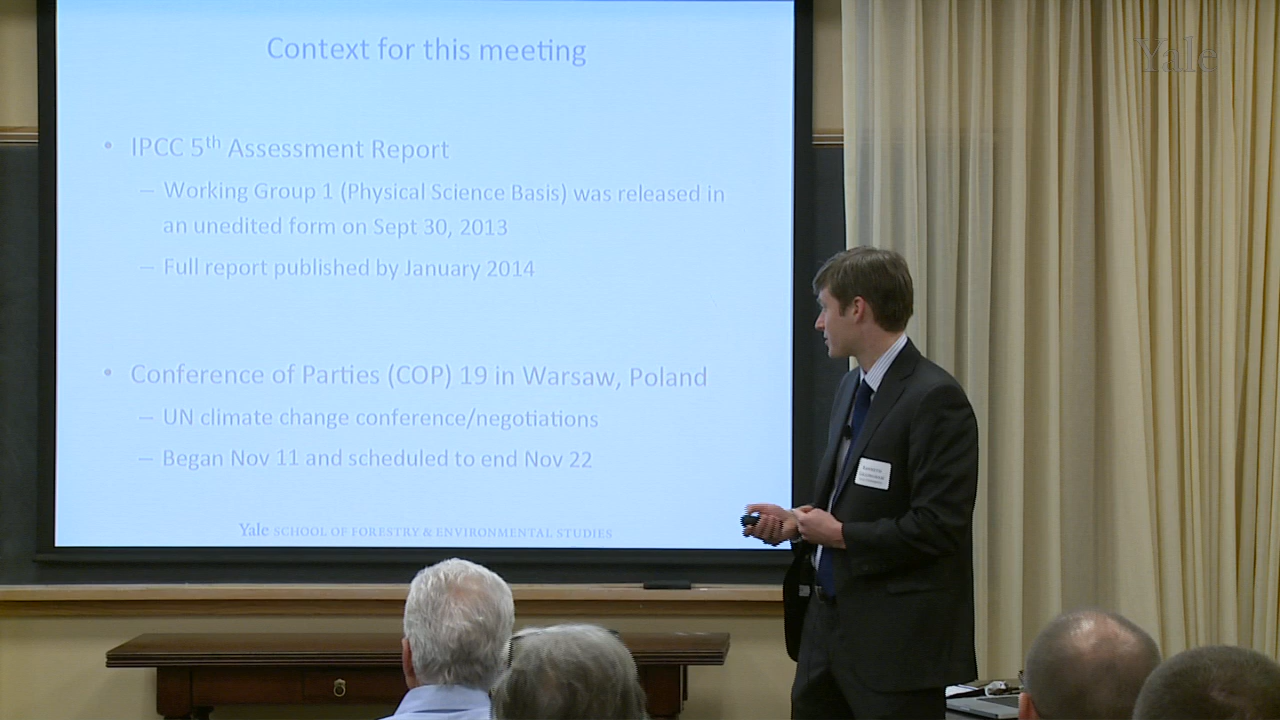 Yale
Context for this meeting
• IPCC 5th Assessment Report
– Working Group 1 (Physical Science Basis) was released in
an unedited form on Sept 30, 2013
– Full report published by January 2014
• Conference of Parties (COP) 19 in Warsaw, Poland
– UN climate change conference/negotiations
– Began Nov 11 and scheduled to end Nov 22
Yale SCHOOL OF FORESTRY & ENVIRONMENTAL STUDIES